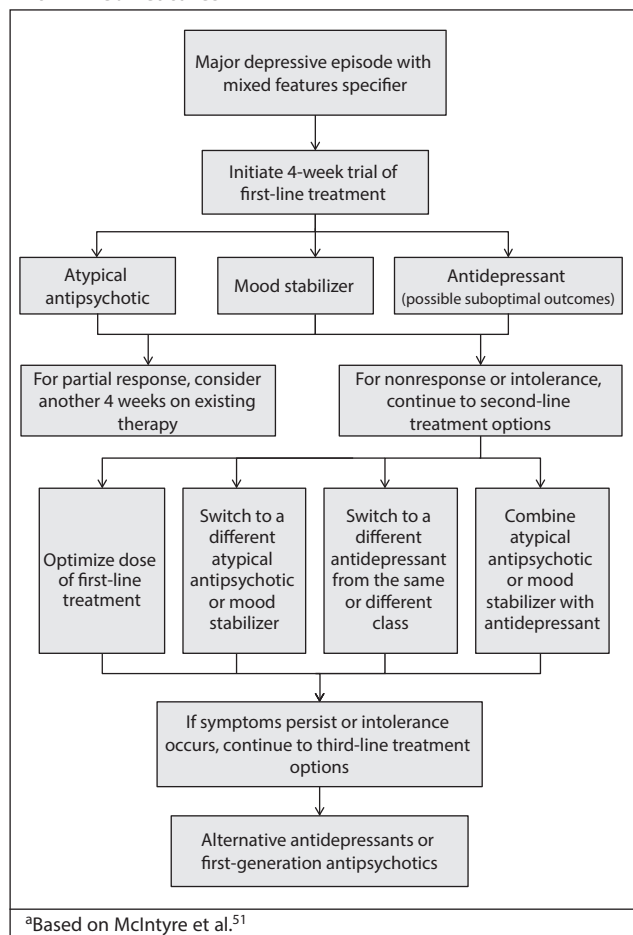 Major depressive episode with
mixed features specifier
Initiate 4-week trial of
first-line treatment
Atypical
antipsychotic
Mood stabilizer
Antidepressant
(possible suboptimal outcomes)
For partial response, consider
another 4 weeks on existing
therapy
For nonresponse or intolerance,
continue to second-line
treatment options
Optimize dose
of first-line
treatment
Switch to a
different
atypical
antipsychotic
or mood
stabilizer
Switch to a
different
antidepressant
from the same
or different
class
Combine
atypical
antipsychotic
or mood
stabilizer with
antidepressant
If symptoms persist or intolerance
occurs, continue to third-line treatment
options
Alternative antidepressants or
first-generation antipsychotics
ᵃBased on McIntyre et al.⁵¹